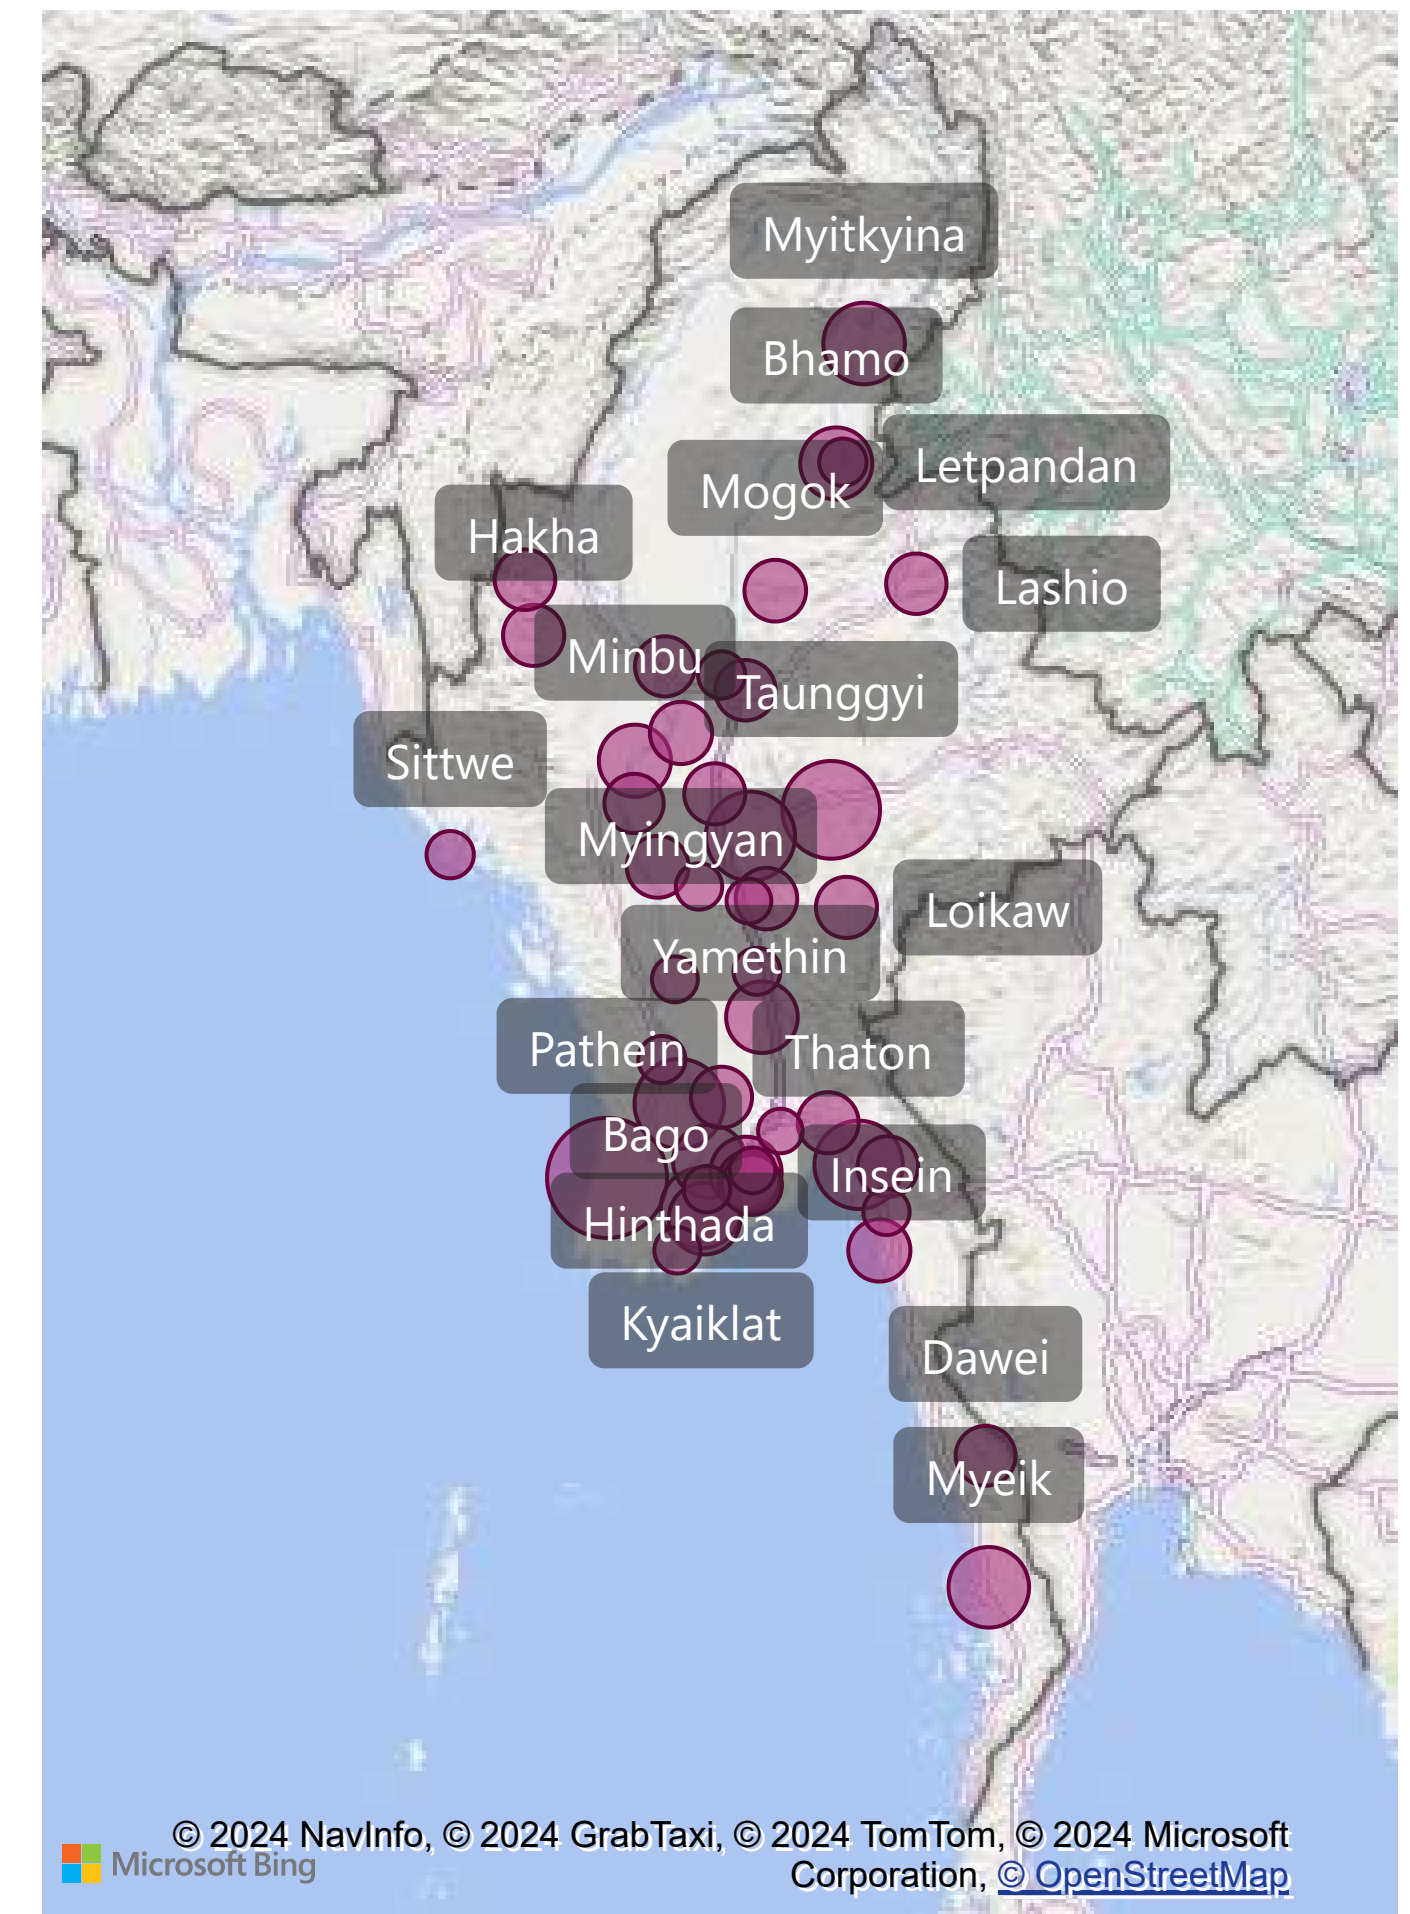 Myitkyina
Bhamo
Letpandan
Mogok
Hakha
Lashio
Minbu
Taunggyi
Sittwe
Myingyan
Loikaw
Yamethin
Pathein
Thaton
Bago
Insein
Hinthada
Kyaiklat
Dawei
Myeik
© 2024 NavInfo, © 2024 GrabTaxi, © 2024 TomTom, © 2024 Microsoft
Corporation, © OpenStreetMap
Microsoft Bing